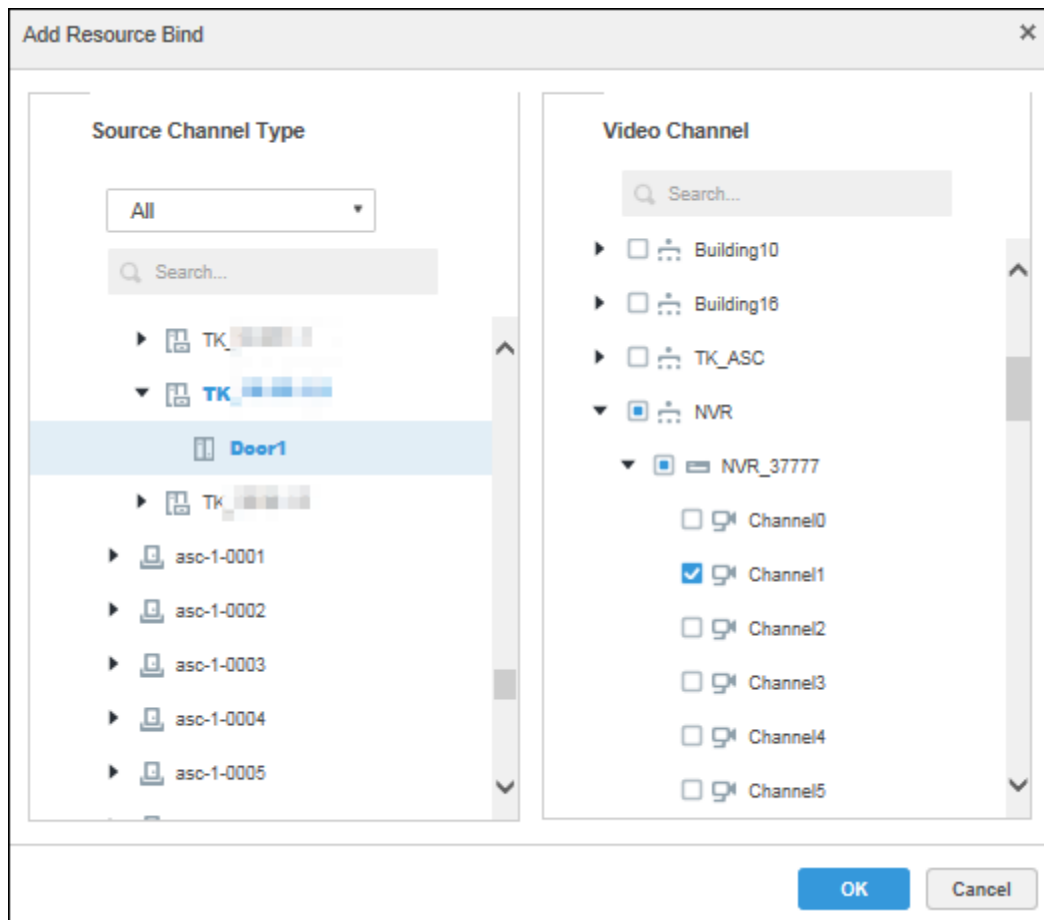 Add Resource Bind
Source Channel Type
All
Search...
TK_
TK_
Door1
TK_
asc-1-0001
asc-1-0002
asc-1-0003
asc-1-0004
asc-1-0005
Video Channel
Search...
Building10
Building16
TK_ASC
NVR
NVR_37777
Channel0
Channel1
Channel2
Channel3
Channel4
Channel5
OK
Cancel